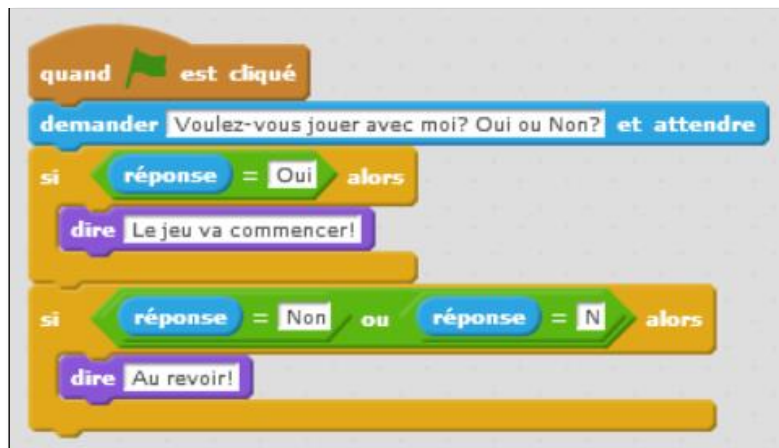 quand est cliqué
demander Voulez-vous jouer avec moi? Oui ou Non? et attendre
si réponse = Oui alors
dire Le jeu va commencer!
si réponse = Non ou réponse = N alors
dire Au revoir!